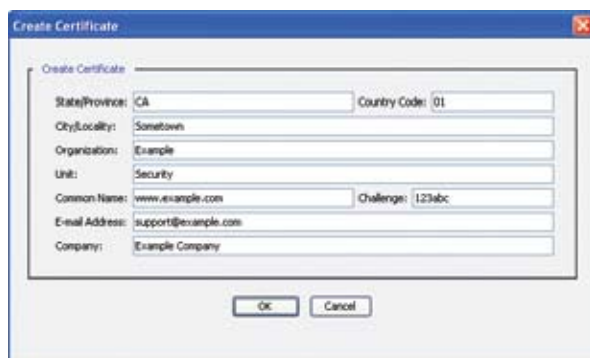 Create Certificate
Create Certificate
State/Province: CA Country Code: 01
City/Locality: Sometown
Organization: Example
Unit: Security
Common Name: www.example.com Challenge: 123abc
E-mail Address: support@example.com
Company: Example Company
OK Cancel